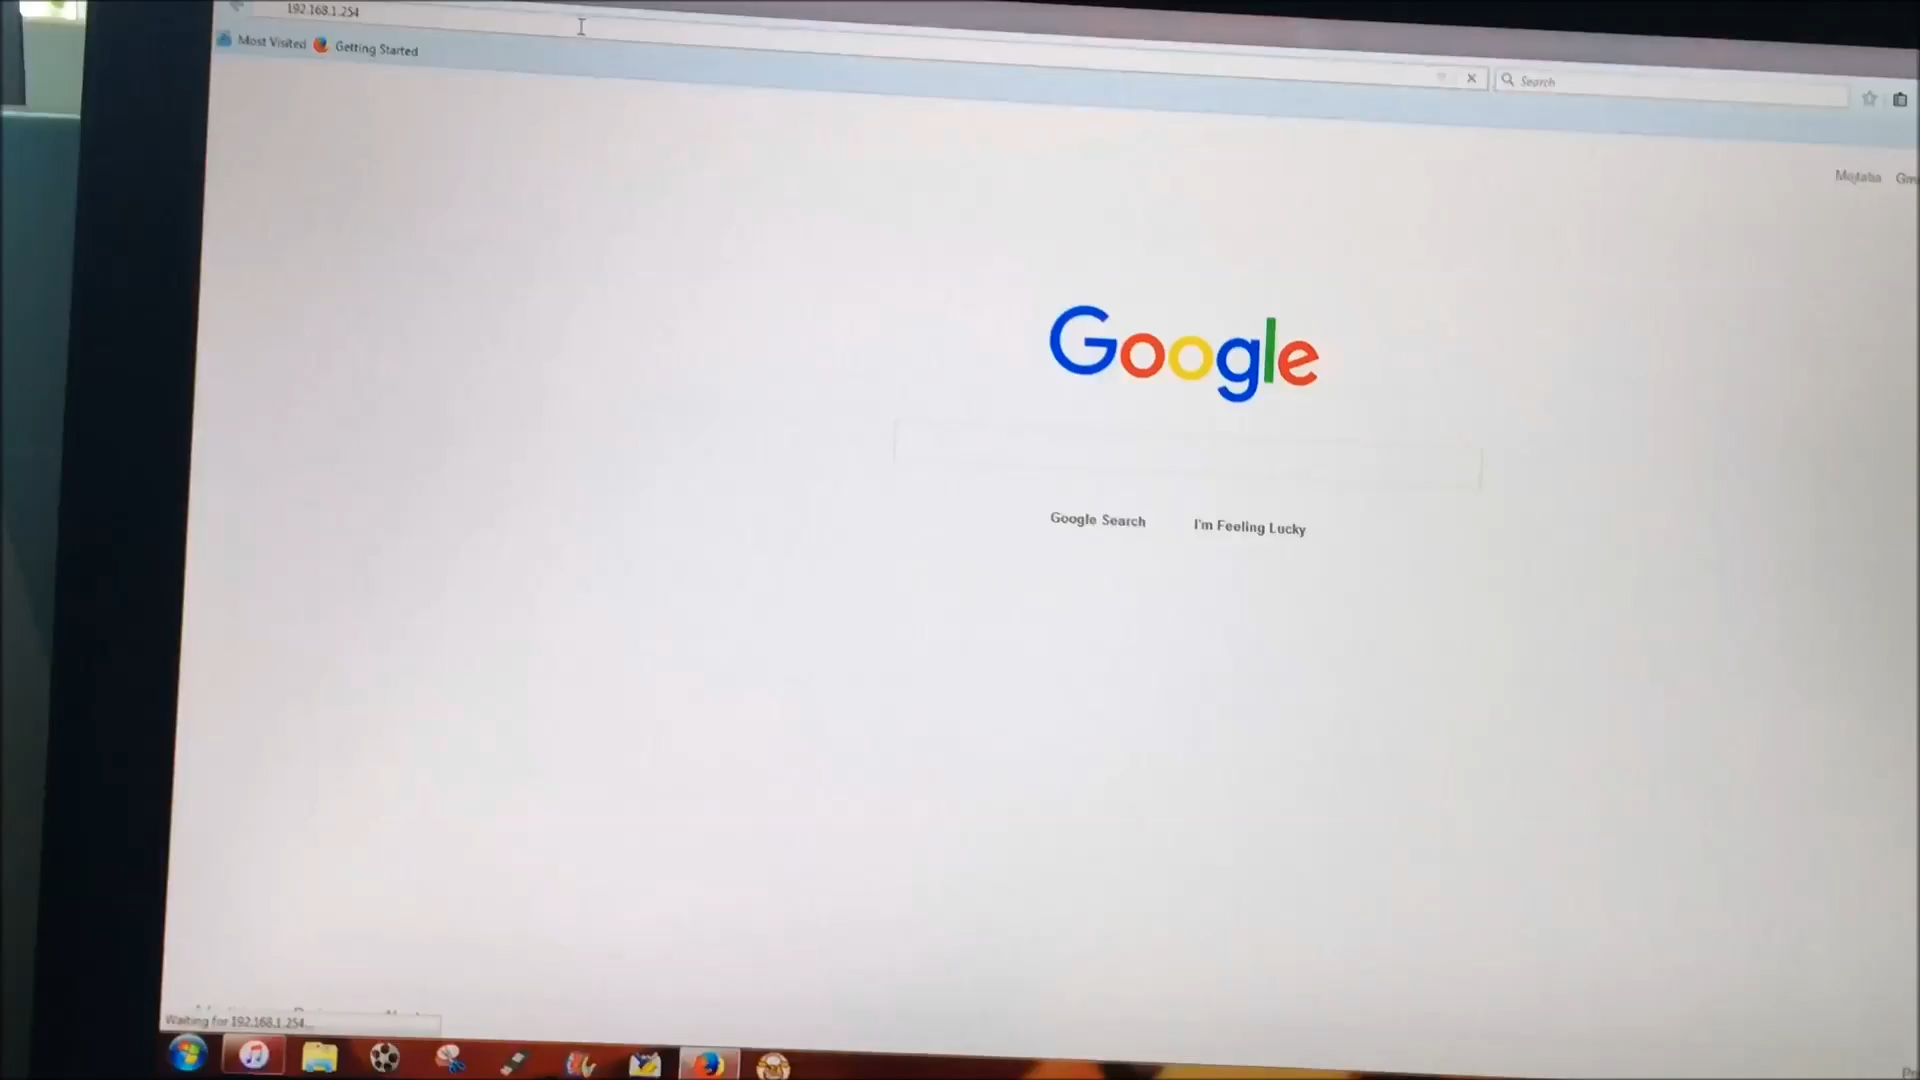 192.168.1.254
Most Visited Getting Started
Search
Mojtaba
Google
Google Search I'm Feeling Lucky
Waiting for 192.168.1.254...